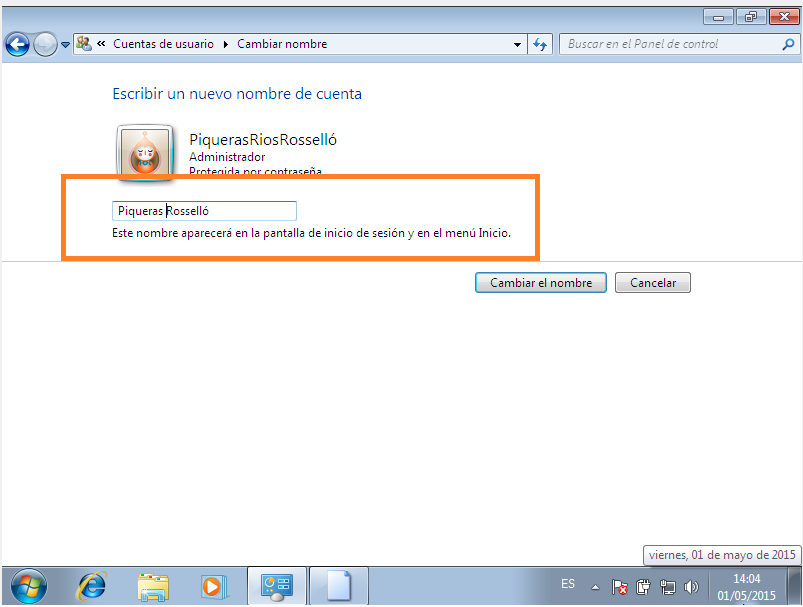 « Cuentas de usuario ▸ Cambiar nombre
Buscar en el Panel de control
Escribir un nuevo nombre de cuenta
PiquerasRiosRosselló
Administrador
Protegida por contraseña
Piqueras Rosselló
Este nombre aparecerá en la pantalla de inicio de sesión y en el menú Inicio.
Cambiar el nombre
Cancelar
viernes, 01 de mayo de 2015
ES
14:04
01/05/2015